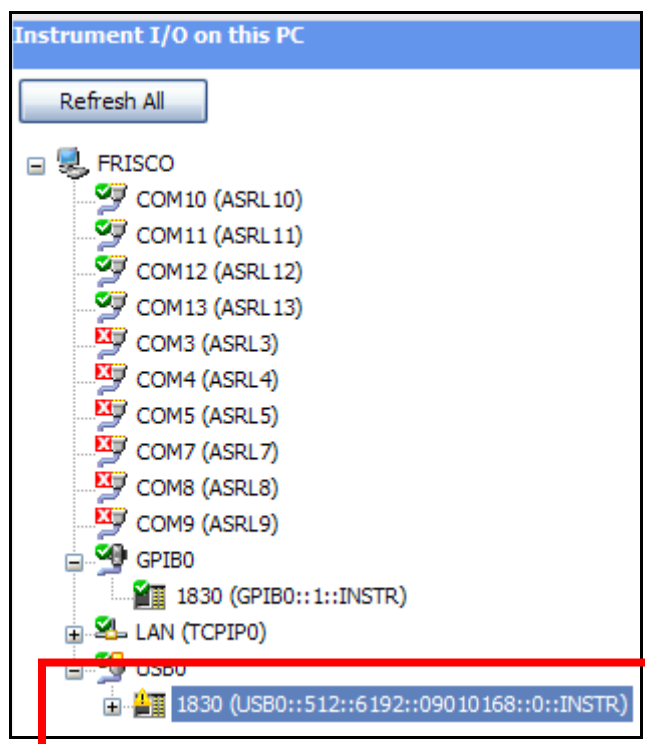 Instrument I/O on this PC
Refresh All
FRISCO
COM10 (ASRL10)
COM11 (ASRL11)
COM12 (ASRL12)
COM13 (ASRL13)
COM3 (ASRL3)
COM4 (ASRL4)
COM5 (ASRL5)
COM7 (ASRL7)
COM8 (ASRL8)
COM9 (ASRL9)
GPIB0
1830 (GPIB0::1::INSTR)
LAN (TCPIP0)
USB0
1830 (USB0::512::6192::09010168::0::INSTR)